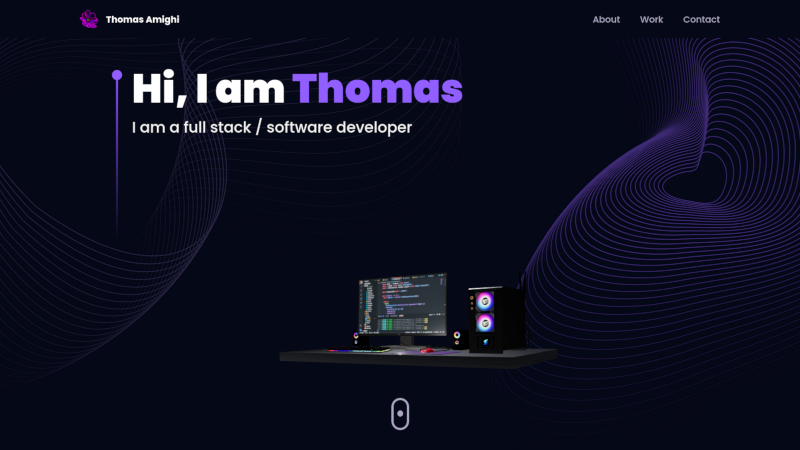 Thomas Amighi
About
Work
Contact
Hi, I am Thomas
I am a full stack / software developer